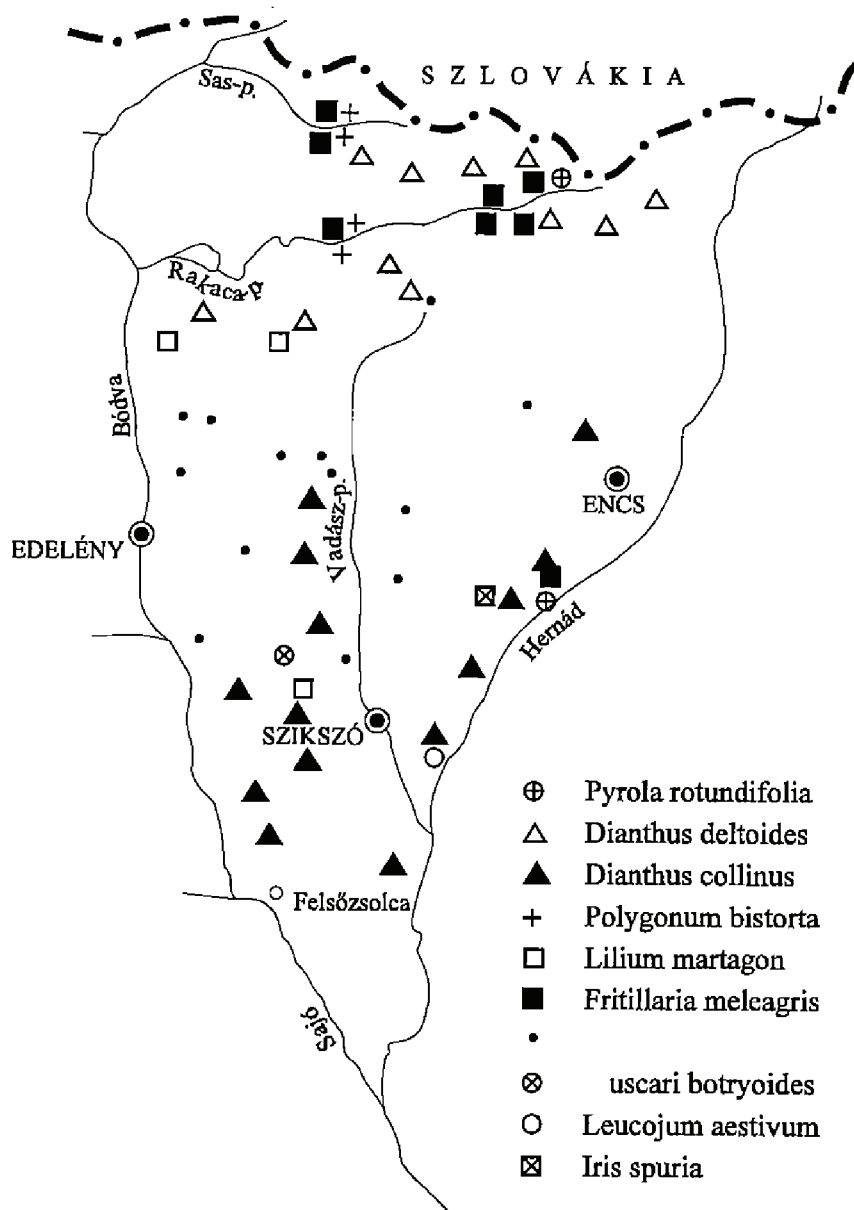 SZLOVÁKIA
Sas-p.
Rakaca-p.
Bódva
Vadász-p.
ENCS
EDELÉNY
Hernád
SZIKSZÓ
Felsőzsolca
Sajó
Pyrola rotundifolia
Dianthus deltoides
Dianthus collinus
Polygonum bistorta
Lilium martagon
Fritillaria meleagris
uscari botryoides
Leucojum aestivum
Iris spuria